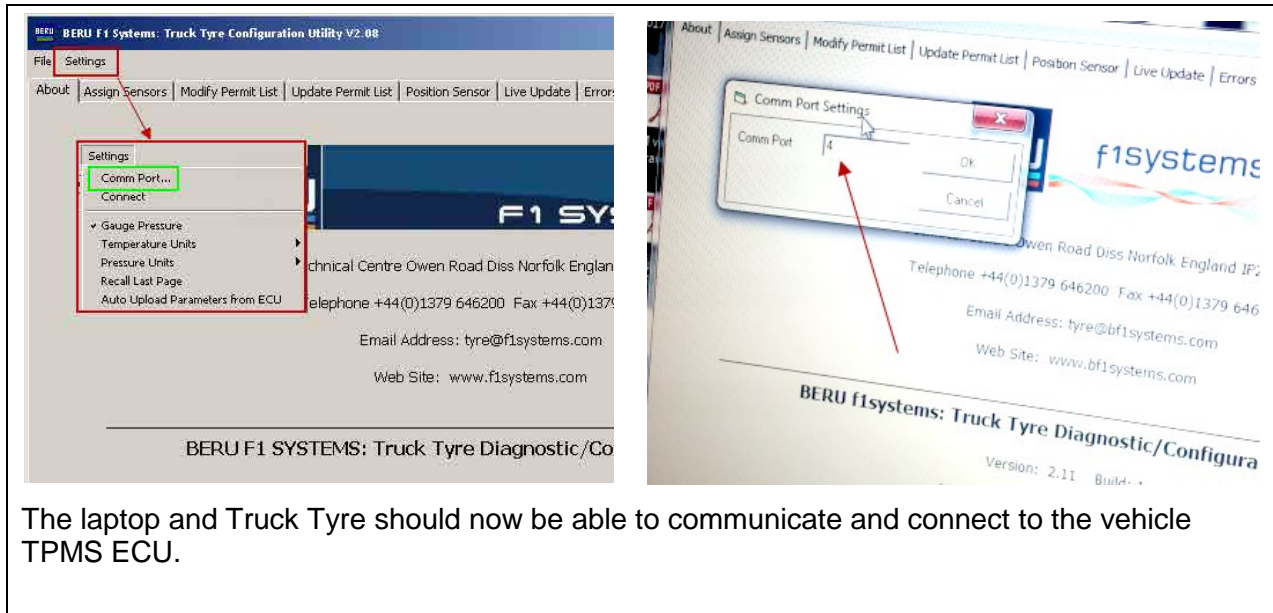 BERU BERU F1 Systems: Truck Tyre Configuration Utility V2.08
File Settings
About Assign Sensors Modify Permit List Update Permit List Position Sensor Live Update Error
Settings
Comm Port...
Connect
Gauge Pressure
Temperature Units
Pressure Units
Recall Last Page
Auto Upload Parameters from ECU
F1 SY
chnical Centre Owen Road Diss Norfolk Englan
elephone +44(0)1379 646200 Fax +44(0)1379
Email Address: tyre@f1systems.com
Web Site: www.f1systems.com
BERU F1 SYSTEMS: Truck Tyre Diagnostic/Co
About Assign Sensors Modify Permit List Update Permit List Position Sensor Live Update Errors
Comm Port Settings
Comm Port 4
OK
Cancel
f1systems
Owen Road Diss Norfolk England IP2
Telephone +44(0)1379 646200 Fax +44(0)1379 646
Email Address: tyre@bf1systems.com
Web Site: www.bf1systems.com
BERU f1systems: Truck Tyre Diagnostic/Configura
Version: 2.11 Build:
The laptop and Truck Tyre should now be able to communicate and connect to the vehicle
TPMS ECU.